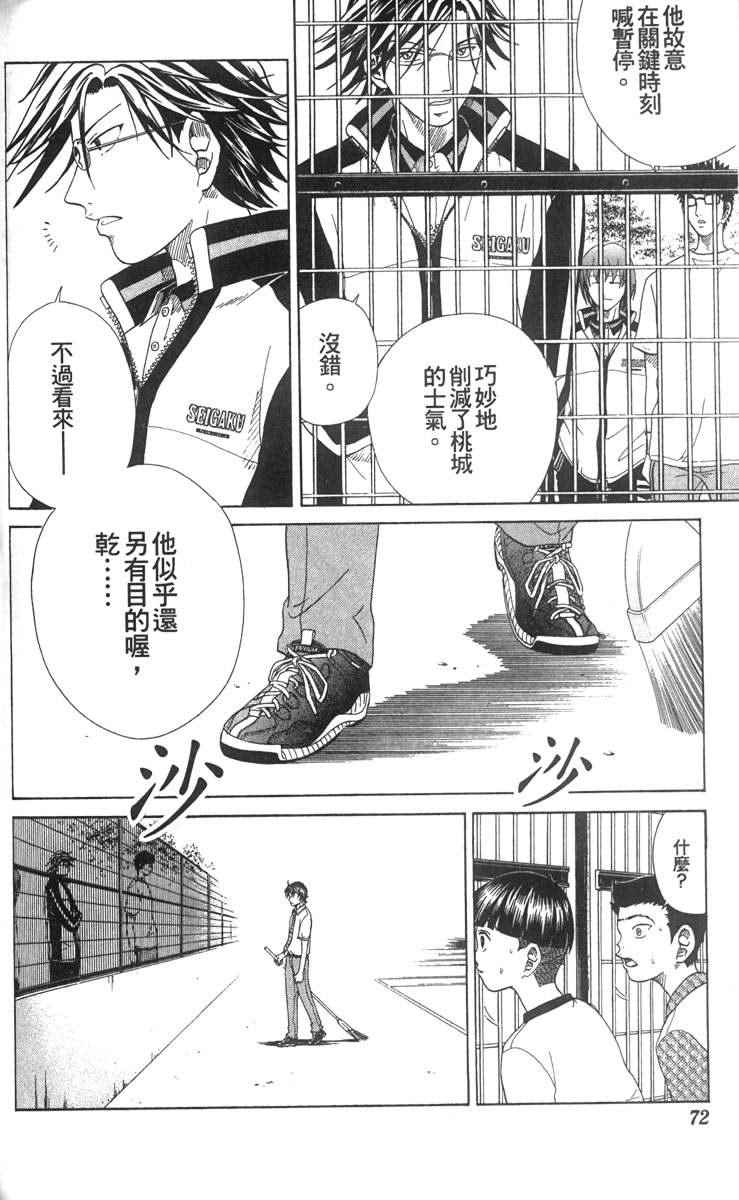 他故意
在關鍵時刻
喊暫停。
SEIGAKU
巧妙地
削減了桃城
的士氣。
沒錯。
SEIGAKU
不過看來——
他似乎還
另有目的喔，
乾……
沙
沙
什麼？
72